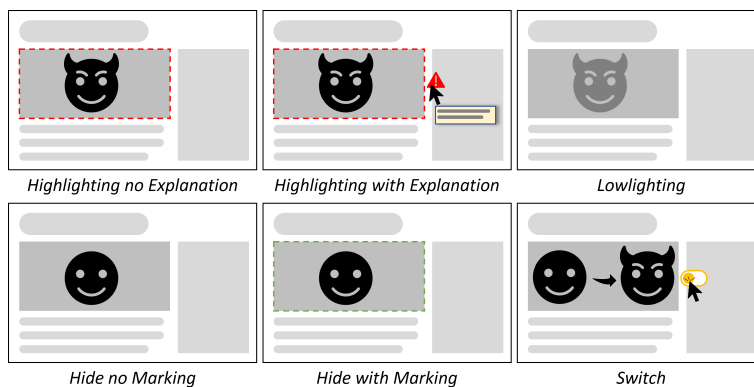 Highlighting no Explanation
Highlighting with Explanation
Lowlighting
Hide no Marking
Hide with Marking
Switch